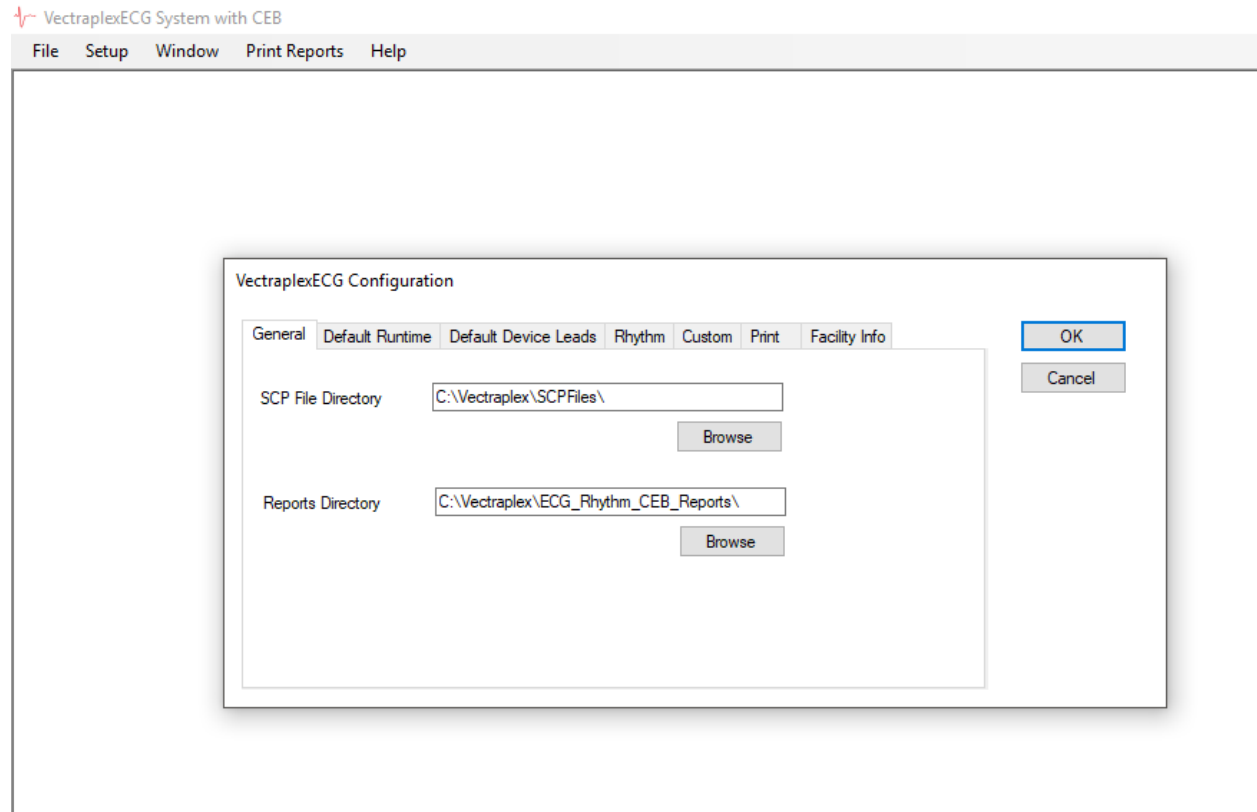 VectraplexECG System with CEB
File Setup Window Print Reports Help
VectraplexECG Configuration
General Default Runtime Default Device Leads Rhythm Custom Print Facility Info
OK
Cancel
SCP File Directory C:\Vectraplex\SCPFiles\
Browse
Reports Directory C:\Vectraplex\ECG_Rhythm_CEB_Reports\
Browse